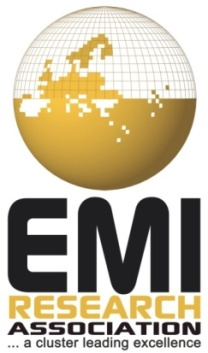 EMI
RESEARCH
ASSOCIATION
... a cluster leading excellence